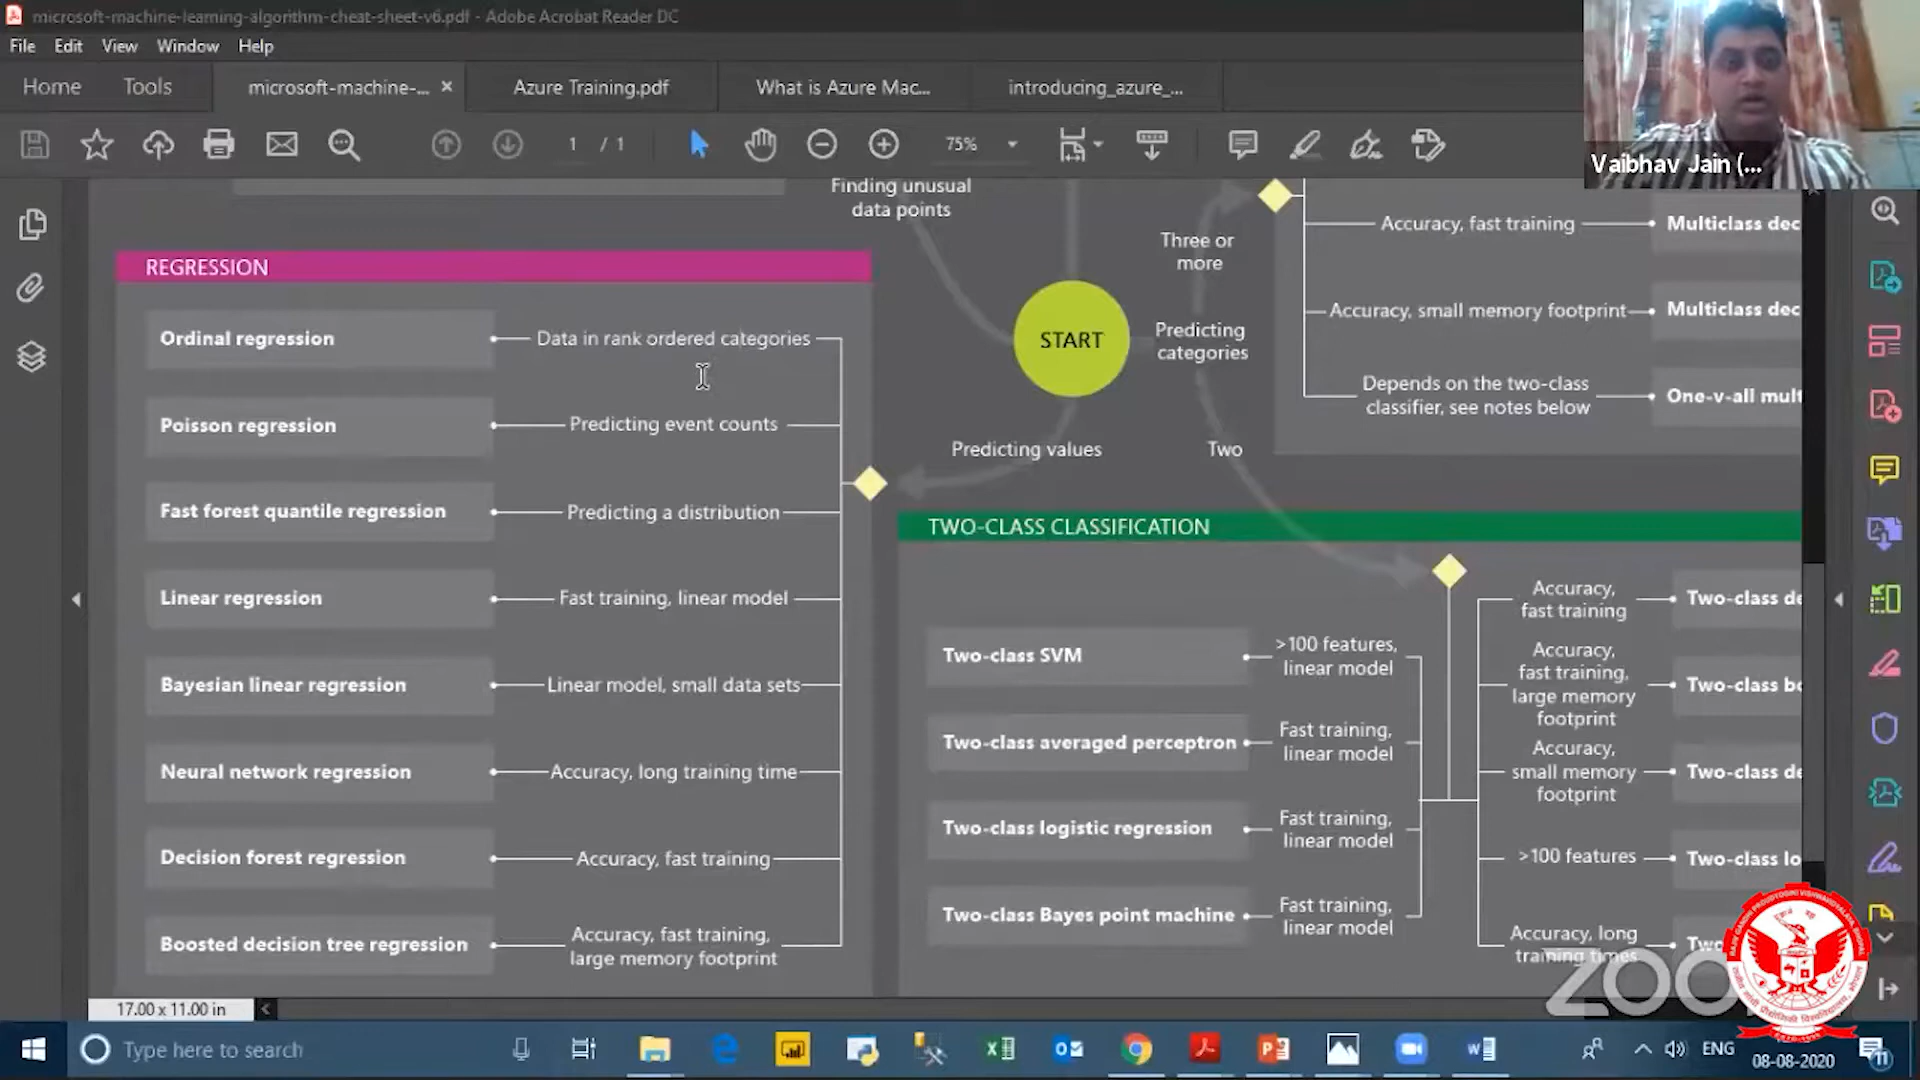 microsoft-machine-learning-algorithm-cheat-sheet-v6.pdf - Adobe Acrobat Reader DC
File Edit View Window Help
Home Tools microsoft-machine-... × Azure Training.pdf What is Azure Mac... introducing_azure_...
1 / 1 75%
Vaibhav Jain (...
Finding unusual
data points
REGRESSION
Ordinal regression
Data in rank ordered categories
Poisson regression
Predicting event counts
Fast forest quantile regression
Predicting a distribution
Linear regression
Fast training, linear model
Bayesian linear regression
Linear model, small data sets
Neural network regression
Accuracy, long training time
Decision forest regression
Accuracy, fast training
Boosted decision tree regression
Accuracy, fast training,
large memory footprint
START
Predicting values
Three or
more
Predicting
categories
Two
Accuracy, fast training
Multiclass dec
Accuracy, small memory footprint
Multiclass dec
Depends on the two-class
classifier, see notes below
One-v-all mult
TWO-CLASS CLASSIFICATION
Two-class SVM
>100 features,
linear model
Two-class averaged perceptron
Fast training,
linear model
Two-class logistic regression
Fast training,
linear model
Two-class Bayes point machine
Fast training,
linear model
Accuracy,
fast training
Two-class de
Accuracy,
fast training,
large memory
footprint
Two-class bo
Accuracy,
small memory
footprint
Two-class de
>100 features
Two-class lo
Accuracy, long
training times
Two
17.00 x 11.00 in
Type here to search
ENG
08-08-2020
11